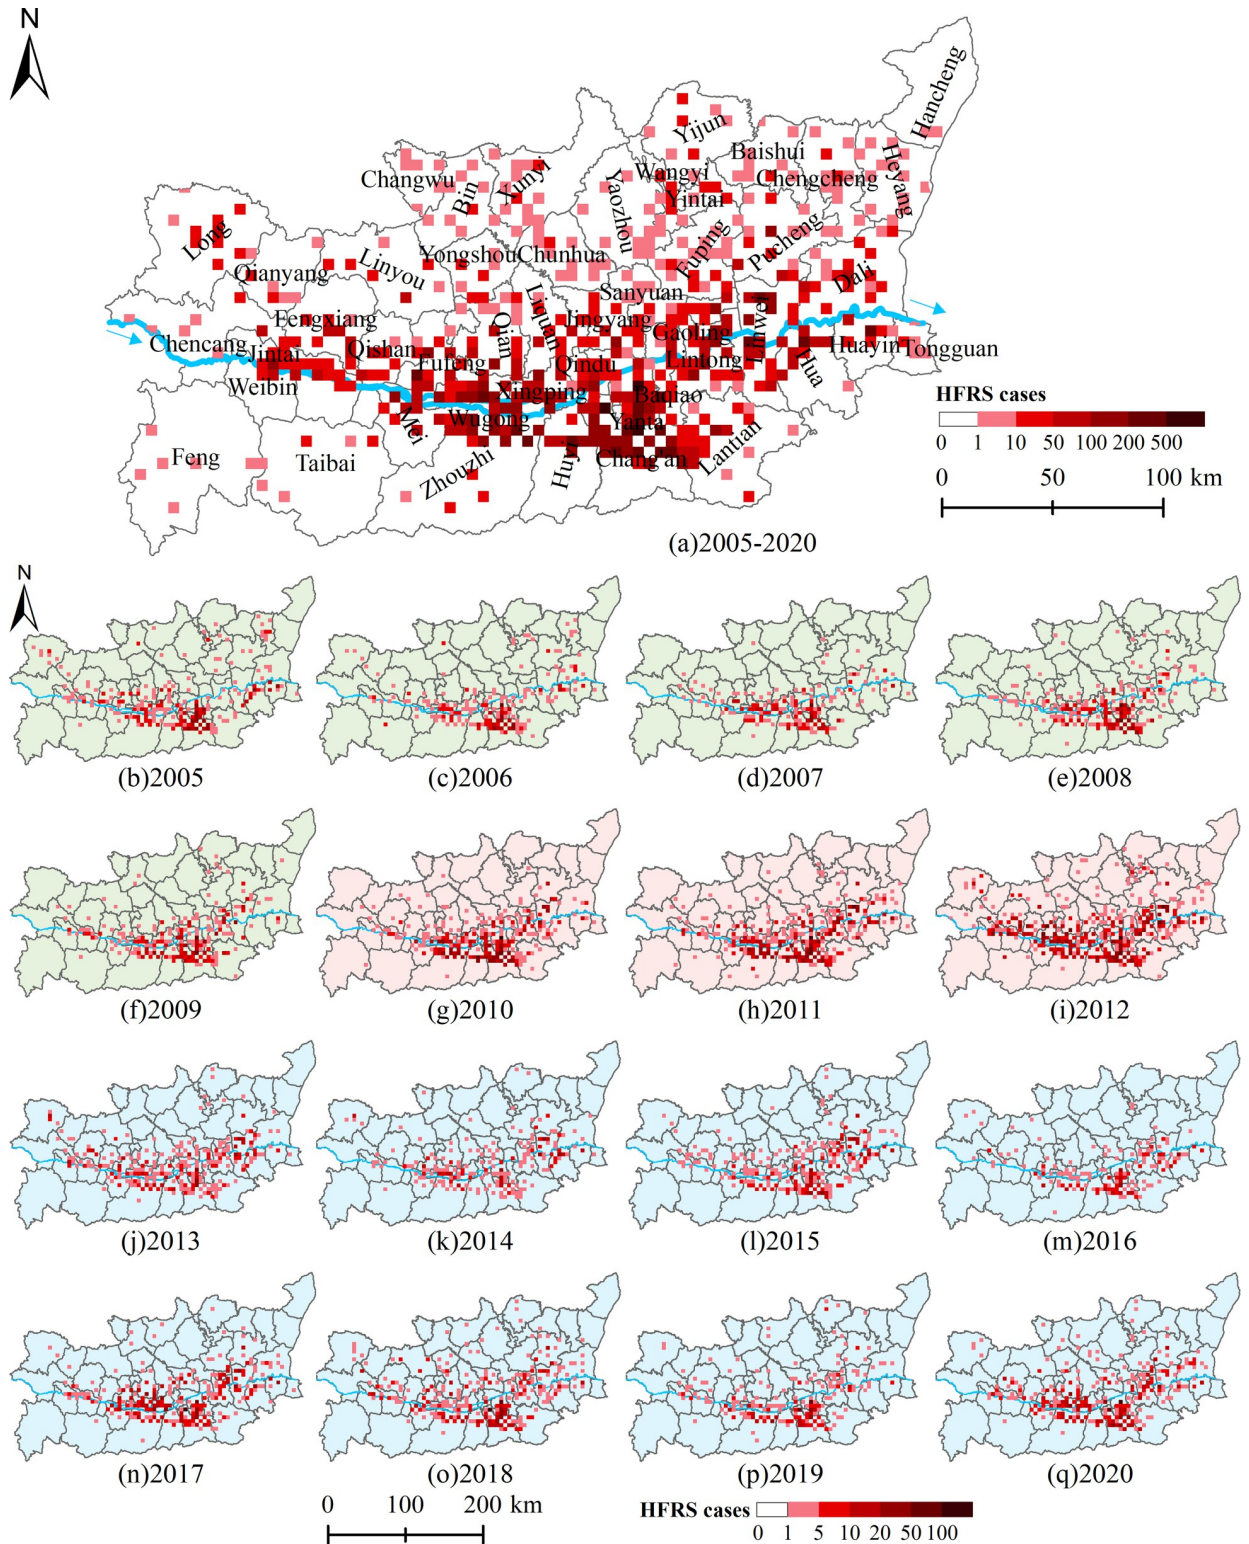 N
Hancheng
Yijun
Baishui
Heyang
Wangyi
Chengcheng
Changwu
Xunyi
Bin
Yaozhou
Yintai
Long
Pucheng
Fuping
Yongshou
Chunhua
Linyou
Qianyang
Dali
Sanyuan
Liquan
Linwei
Fengxiang
Jingyang
Qian
Gaoling
Chencang
Jintai
Qishan
Fufeng
Qindu
Lintong
Hua
Huayin
Tongguan
Weibin
Xingping
Baqiao
Mei
Wugong
Yanta
Lantian
Feng
Taibai
Zhouzhi
Huyi
Chang'an
HFRS cases
0 1 10 50 100 200 500
0 50 100 km
(a)2005-2020
N
(b)2005
(c)2006
(d)2007
(e)2008
(f)2009
(g)2010
(h)2011
(i)2012
(j)2013
(k)2014
(l)2015
(m)2016
(n)2017
(o)2018
(p)2019
(q)2020
0 100 200 km
HFRS cases
0 1 5 10 20 50 100